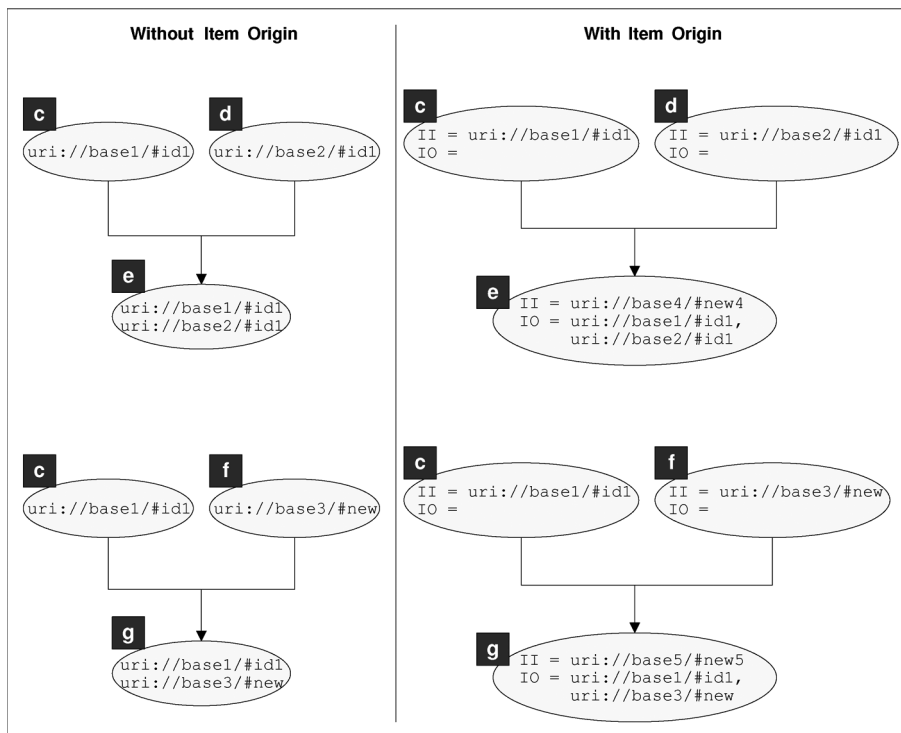 Without Item Origin
c
uri://base1/#id1
d
uri://base2/#id1
e
uri://base1/#id1
uri://base2/#id1
c
uri://base1/#id1
f
uri://base3/#new
g
uri://base1/#id1
uri://base3/#new
With Item Origin
c
II = uri://base1/#id1
IO =
d
II = uri://base2/#id1
IO =
e
II = uri://base4/#new4
IO = uri://base1/#id1,
uri://base2/#id1
c
II = uri://base1/#id1
IO =
f
II = uri://base3/#new
IO =
g
II = uri://base5/#new5
IO = uri://base1/#id1,
uri://base3/#new